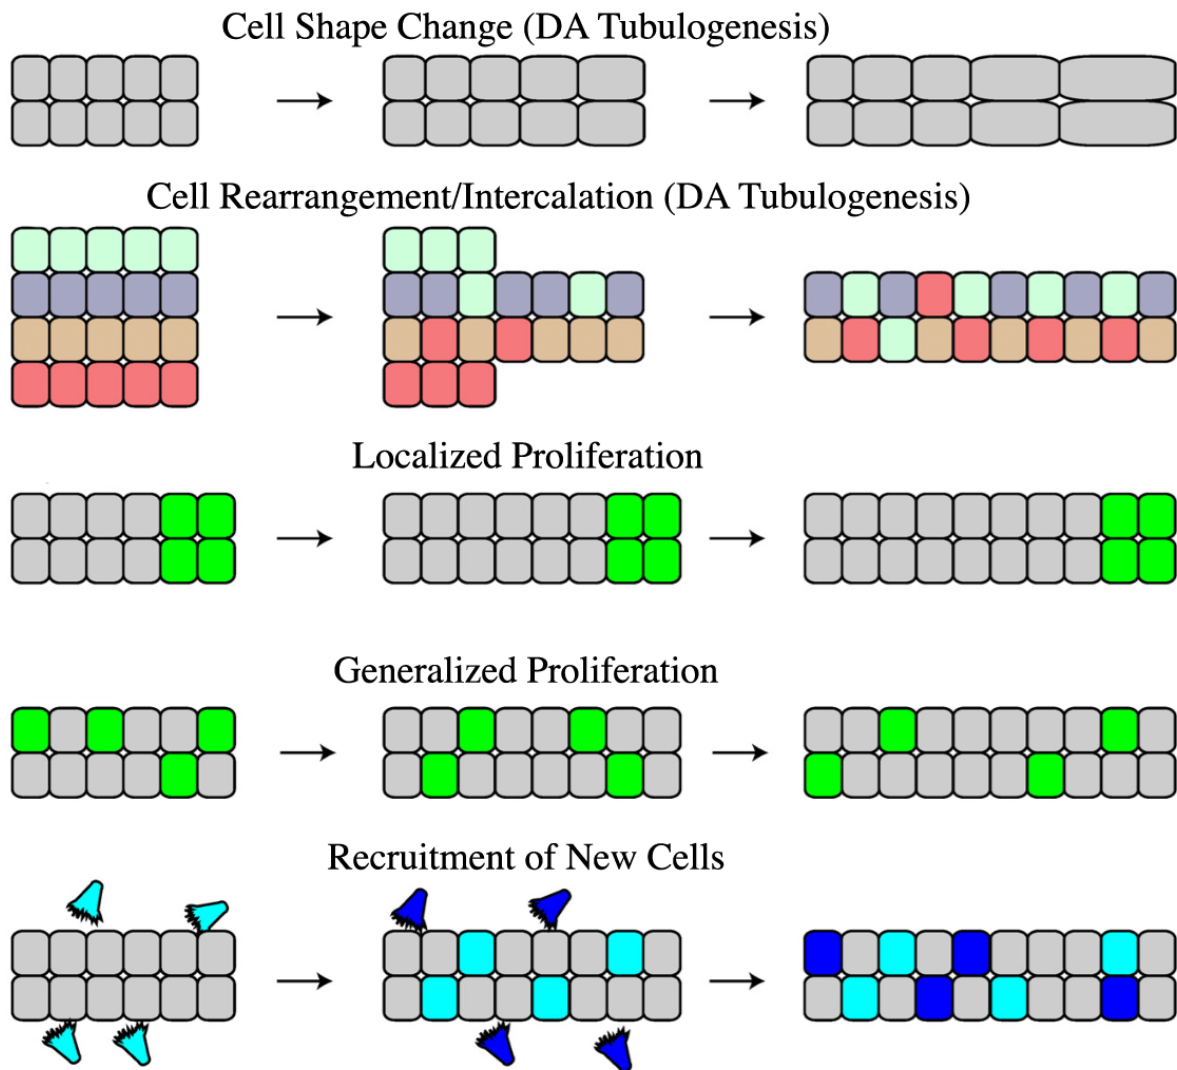 Cell Shape Change (DA Tubulogenesis)
Cell Rearrangement/Intercalation (DA Tubulogenesis)
Localized Proliferation
Generalized Proliferation
Recruitment of New Cells